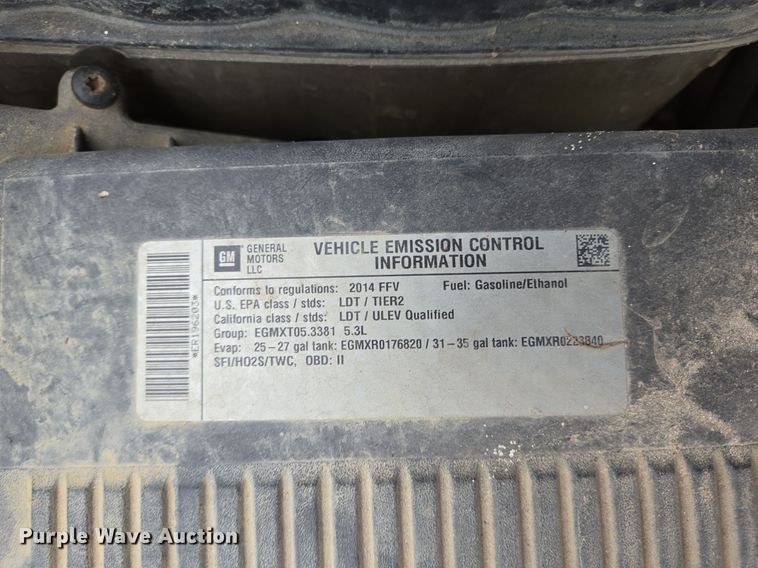 GM
GENERAL MOTORS LLC
VEHICLE EMISSION CONTROL
INFORMATION
Conforms to regulations: 2014 FFV Fuel: Gasoline/Ethanol
U.S. EPA class / stds: LDT / TIER2
California class / stds: LDT / ULEV Qualified
Group: EGMXT05.3381 5.3L
Evap: 25-27 gal tank: EGMXR0176820 / 31-35 gal tank: EGMXR0223840
SFI/HO2S/TWC, OBD: II
*ER196203*
Purple Wave Auction